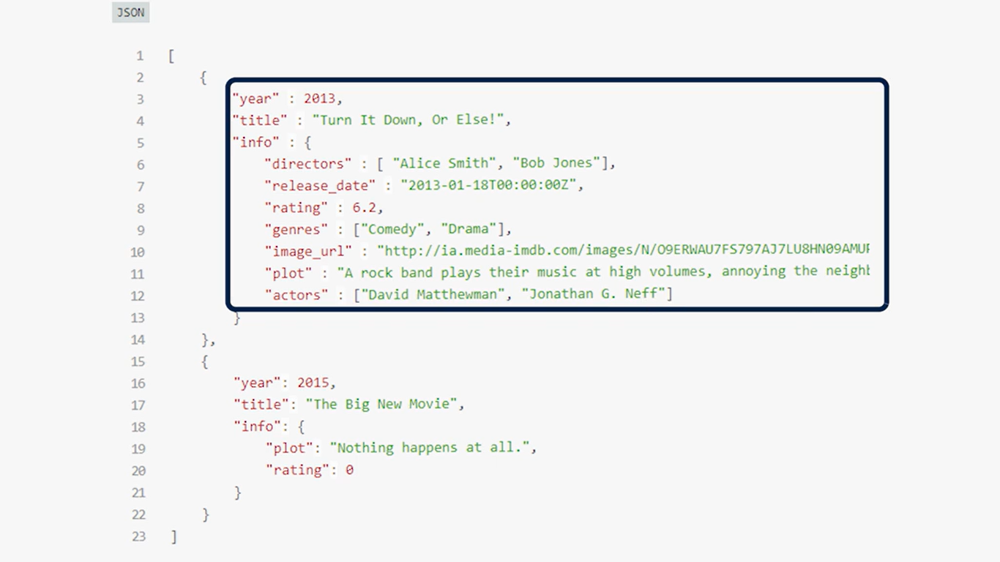 JSON
1 [
2 {
3 "year" : 2013,
4 "title" : "Turn It Down, Or Else!",
5 "info" : {
6 "directors" : [ "Alice Smith", "Bob Jones"],
7 "release_date" : "2013-01-18T00:00:00Z",
8 "rating" : 6.2,
9 "genres" : ["Comedy", "Drama"],
10 "image_url" : "http://ia.media-imdb.com/images/N/O9ERWAU7FS797AJ7LU8HN09AMU
11 "plot" : "A rock band plays their music at high volumes, annoying the neigh
12 "actors" : ["David Matthewman", "Jonathan G. Neff"]
13 }
14 },
15 {
16 "year": 2015,
17 "title": "The Big New Movie",
18 "info": {
19 "plot": "Nothing happens at all.",
20 "rating": 0
21 }
22 }
23 ]